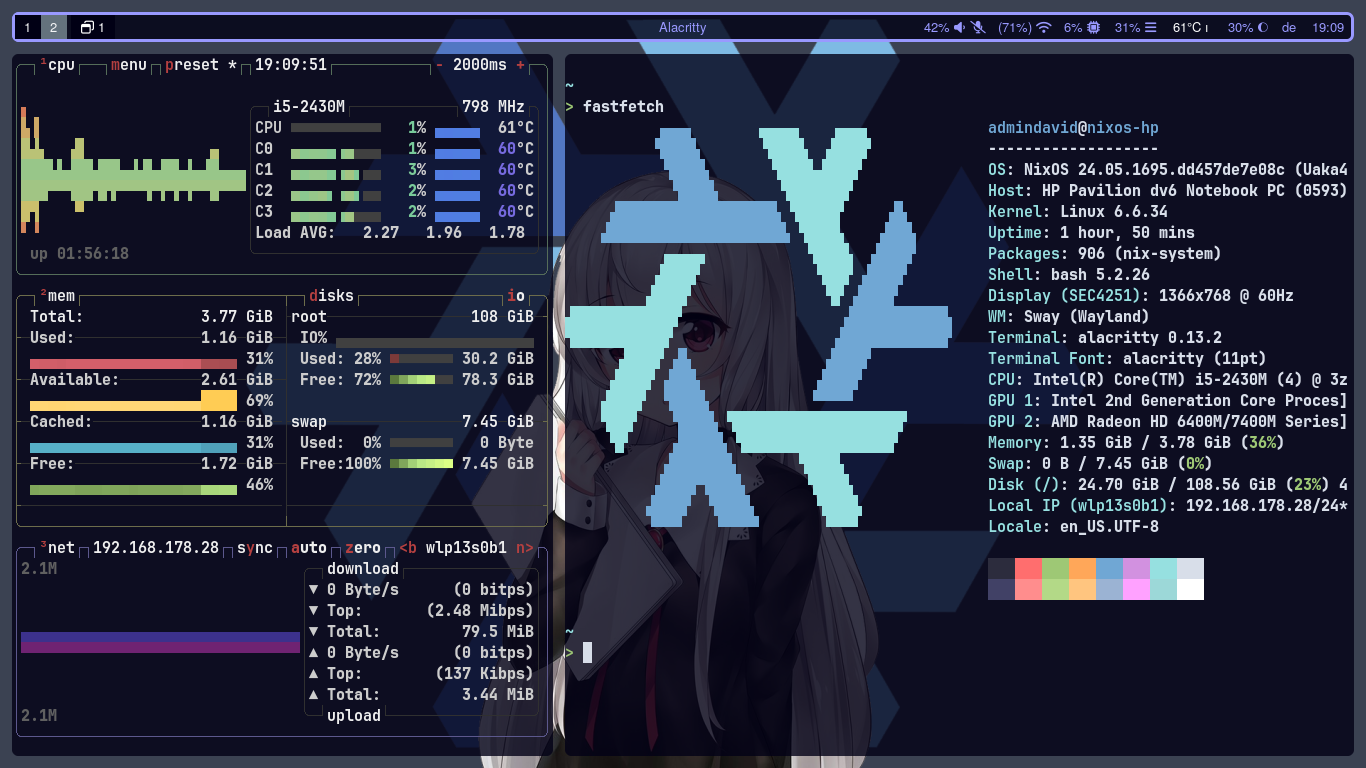 1 2 1 Alacritty 42% (71%) 6% 31% 61°C 30% de 19:09
¹cpu menu preset * 19:09:51 - 2000ms +
i5-2430M 798 MHz
CPU 1% 61°C
C0 1% 60°C
C1 3% 60°C
C2 2% 60°C
C3 2% 60°C
Load AVG: 2.27 1.96 1.78
up 01:56:18
²mem disks io
Total: 3.77 GiB root 108 GiB
Used: 1.16 GiB IO%
31% Used: 28% 30.2 GiB
Available: 2.61 GiB Free: 72% 78.3 GiB
69%
Cached: 1.16 GiB swap 7.45 GiB
31% Used: 0% 0 Byte
Free: 1.72 GiB Free:100% 7.45 GiB
46%
³net 192.168.178.28 sync auto zero <b wlp13s0b1 n>
2.1M download
▼ 0 Byte/s (0 bitps)
▼ Top: (2.48 Mibps)
▼ Total: 79.5 MiB
▲ 0 Byte/s (0 bitps)
▲ Top: (137 Kibps)
▲ Total: 3.44 MiB
2.1M upload
~
> fastfetch
admindavid@nixos-hp
-------------------
OS: NixOS 24.05.1695.dd457de7e08c (Uaka4
Host: HP Pavilion dv6 Notebook PC (0593)
Kernel: Linux 6.6.34
Uptime: 1 hour, 50 mins
Packages: 906 (nix-system)
Shell: bash 5.2.26
Display (SEC4251): 1366x768 @ 60Hz
WM: Sway (Wayland)
Terminal: alacritty 0.13.2
Terminal Font: alacritty (11pt)
CPU: Intel(R) Core(TM) i5-2430M (4) @ 3z
GPU 1: Intel 2nd Generation Core Proces]
GPU 2: AMD Radeon HD 6400M/7400M Series]
Memory: 1.35 GiB / 3.78 GiB (36%)
Swap: 0 B / 7.45 GiB (0%)
Disk (/): 24.70 GiB / 108.56 GiB (23%) 4
Local IP (wlp13s0b1): 192.168.178.28/24*
Locale: en_US.UTF-8
~
>